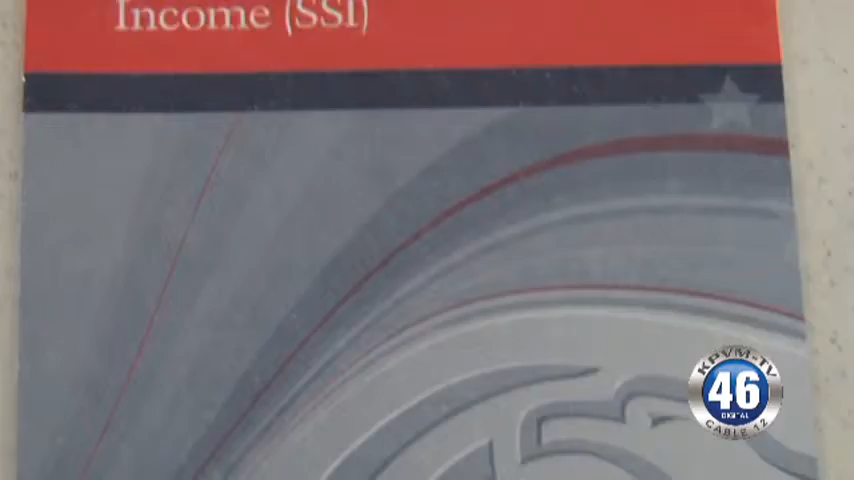 Income (SSI)
KPVM-TV
46
DIGITAL
CABLE 12